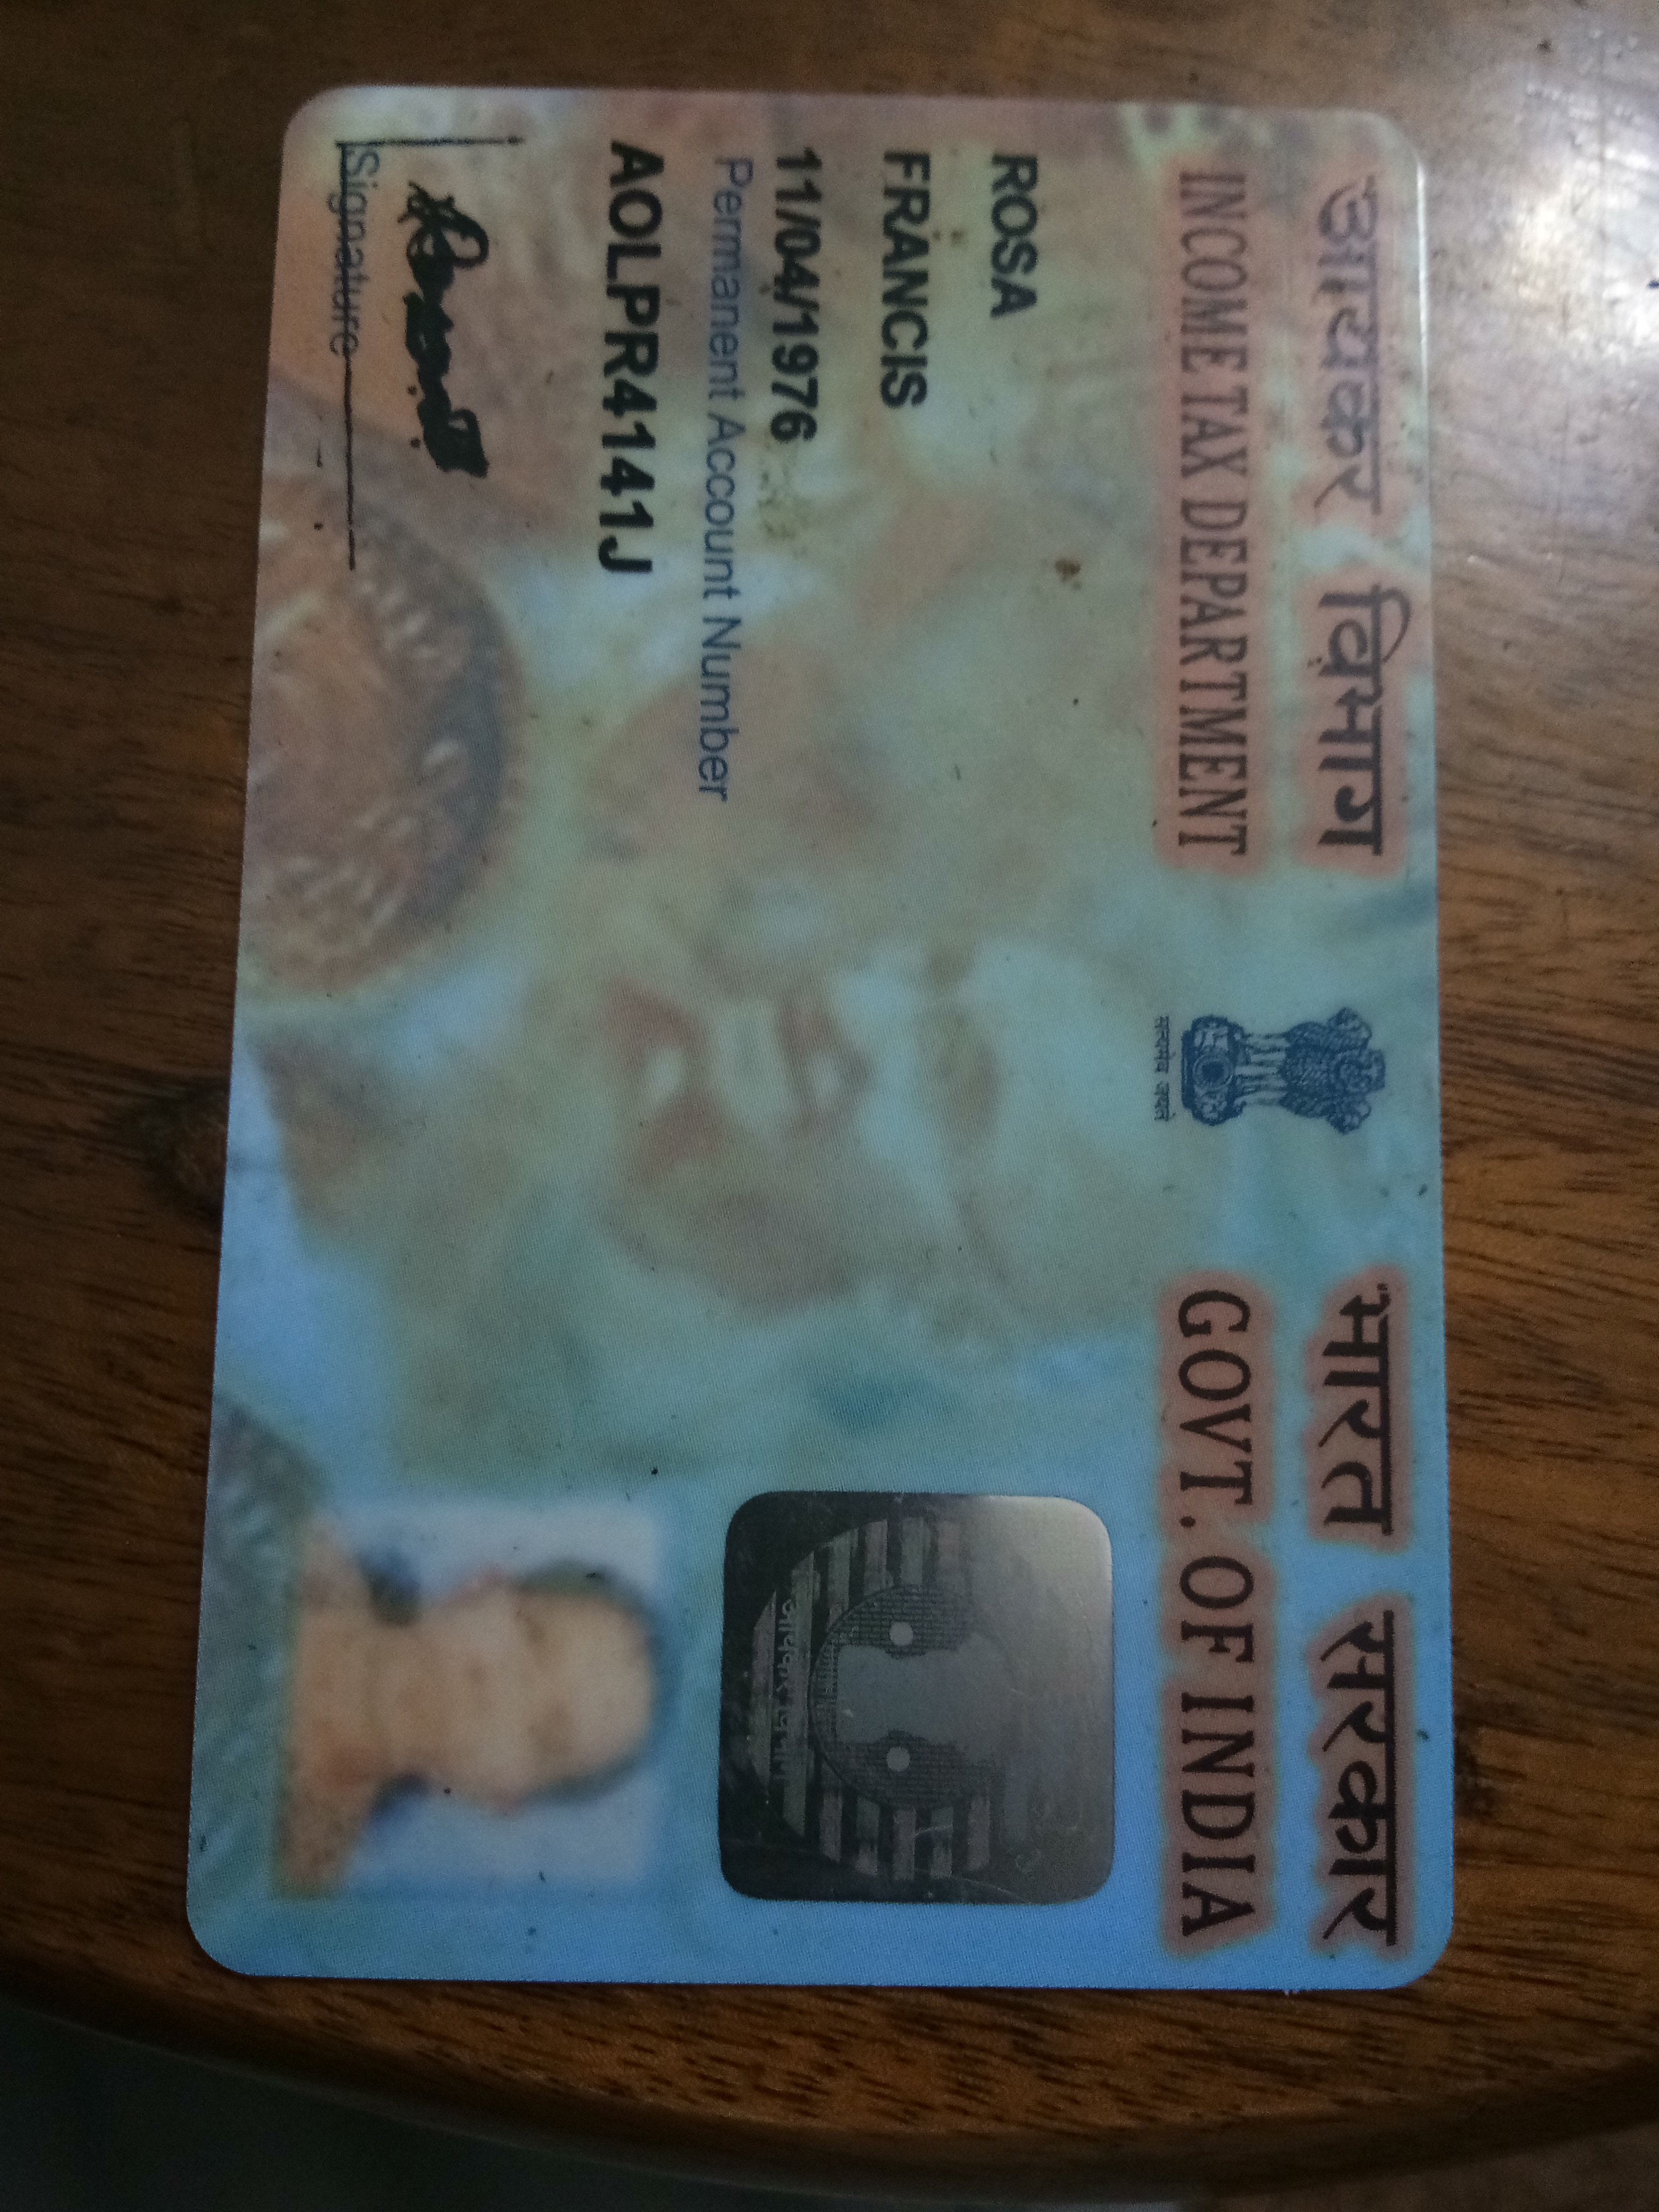 आयकर विभाग
INCOME TAX DEPARTMENT
सत्यमेव जयते
भारत सरकार
GOVT. OF INDIA
ROSA
FRANCIS
11/04/1976
Permanent Account Number
AOLPR4141J
Signature
आयकर विभाग